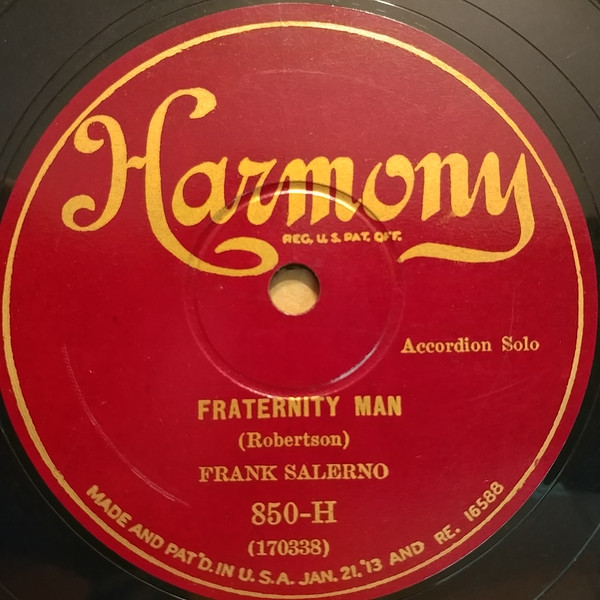 Harmony
REG. U. S. PAT. OFF.
Accordion Solo
FRATERNITY MAN
(Robertson)
FRANK SALERNO
850-H
(170338)
MADE AND PAT'D. IN U. S. A. JAN. 21, '13 AND RE. 16588